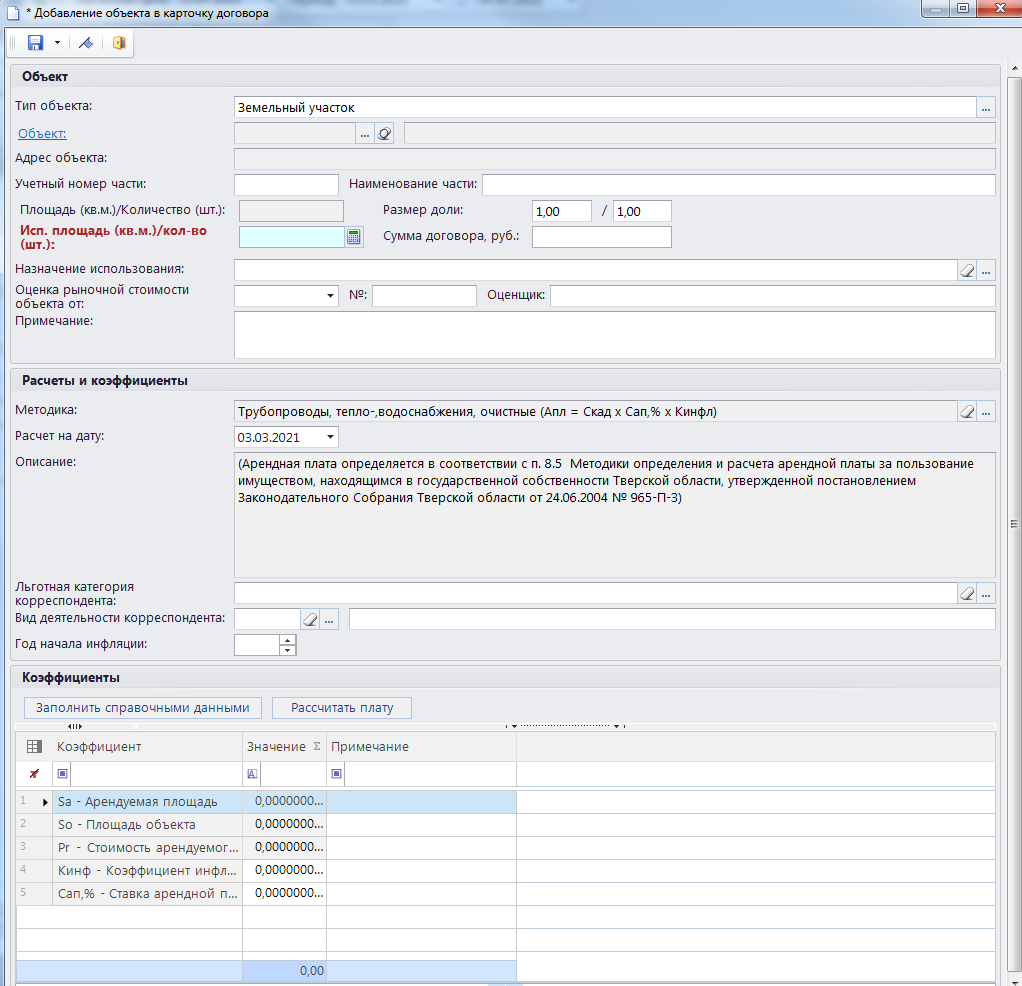 * Добавление объекта в карточку договора
Объект
Тип объекта: Земельный участок ...
Объект: ...
Адрес объекта:
Учетный номер части: Наименование части:
Площадь (кв.м.)/Количество (шт.): Размер доли: 1,00 / 1,00
Исп. площадь (кв.м.)/кол-во
(шт.): Сумма договора, руб.:
Назначение использования: ...
Оценка рыночной стоимости
объекта от: №: Оценщик:
Примечание:
Расчеты и коэффициенты
Методика: Трубопроводы, тепло-,водоснабжения, очистные (Апл = Скад x Сап,% x Кинфл) ...
Расчет на дату: 03.03.2021
Описание: (Арендная плата определяется в соответствии с п. 8.5 Методики определения и расчета арендной платы за пользование
имуществом, находящимся в государственной собственности Тверской области, утвержденной постановлением
Законодательного Собрания Тверской области от 24.06.2004 № 965-П-3)
Льготная категория
корреспондента: ...
Вид деятельности корреспондента: ...
Год начала инфляции:
Коэффициенты
Заполнить справочными данными Рассчитать плату
Коэффициент Значение Σ Примечание
A
1 Sa - Арендуемая площадь 0,0000000...
2 So - Площадь объекта 0,0000000...
3 Pr - Стоимость арендуемог... 0,0000000...
4 Кинф - Коэффициент инфл... 0,0000000...
5 Сап,% - Ставка арендной п... 0,0000000...
0,00